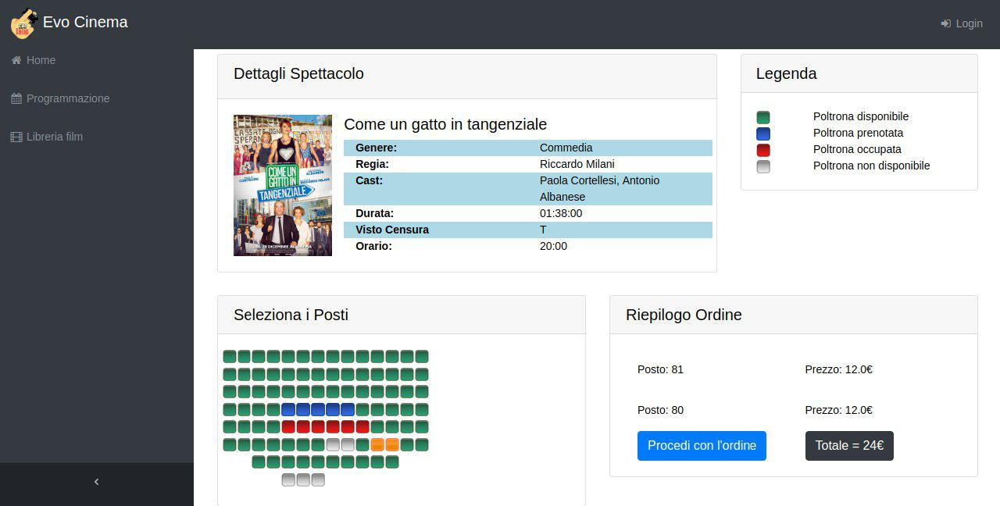 Evo Cinema
Login
Home
Programmazione
Libreria film
Dettagli Spettacolo
Come un gatto in tangenziale
Genere: Commedia
Regia: Riccardo Milani
Cast: Paola Cortellesi, Antonio
Albanese
Durata: 01:38:00
Visto Censura T
Orario: 20:00
COME UN
GATTO IN
TANGENZIALE
Legenda
Poltrona disponibile
Poltrona prenotata
Poltrona occupata
Poltrona non disponibile
Seleziona i Posti
Riepilogo Ordine
Posto: 81 Prezzo: 12.0€
Posto: 80 Prezzo: 12.0€
Procedi con l'ordine Totale = 24€